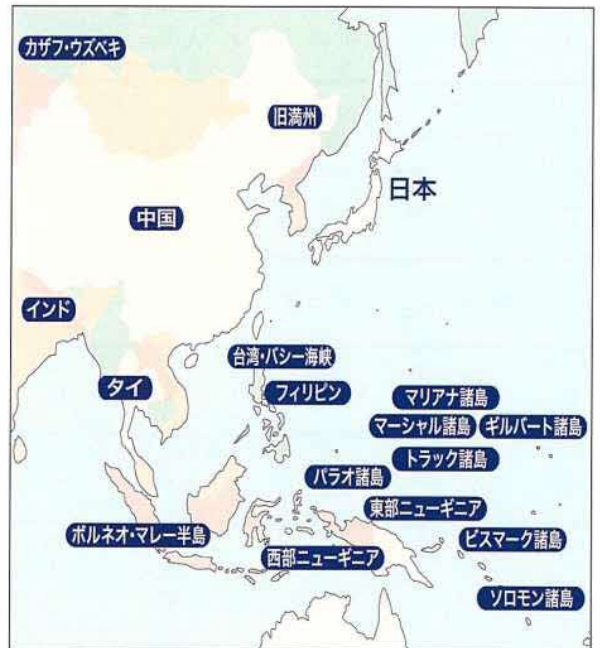 カザフ・ウズベキ
旧満州
日本
中国
インド
台湾・バシー海峡
タイ
フィリピン
マリアナ諸島
マーシャル諸島
ギルバート諸島
トラック諸島
パラオ諸島
東部ニューギニア
ボルネオ・マレー半島
ビスマーク諸島
西部ニューギニア
ソロモン諸島